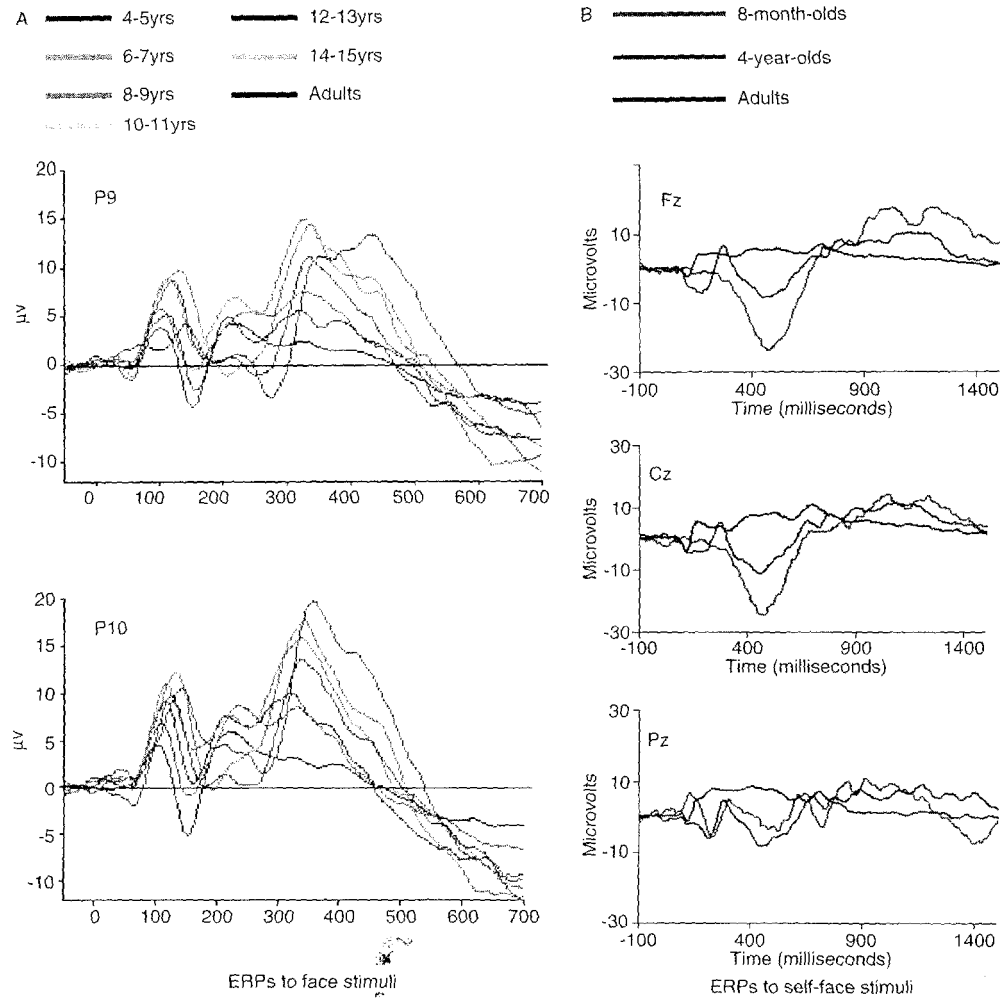 A
4-5yrs
12-13yrs
6-7yrs
14-15yrs
8-9yrs
Adults
10-11yrs
P9
20
15
10
5
0
-5
-10
μv
0 100 200 300 400 500 600 700
P10
20
15
10
5
0
-5
-10
μv
0 100 200 300 400 500 600 700
ERPs to face stimuli
B
8-month-olds
4-year-olds
Adults
Fz
10
-10
-30
Microvolts
-100 400 900 1400
Time (milliseconds)
30
Cz
10
-10
-30
Microvolts
-100 400 900 1400
Time (milliseconds)
30
Pz
10
-10
-30
Microvolts
-100 400 900 1400
Time (milliseconds)
ERPs to self-face stimuli